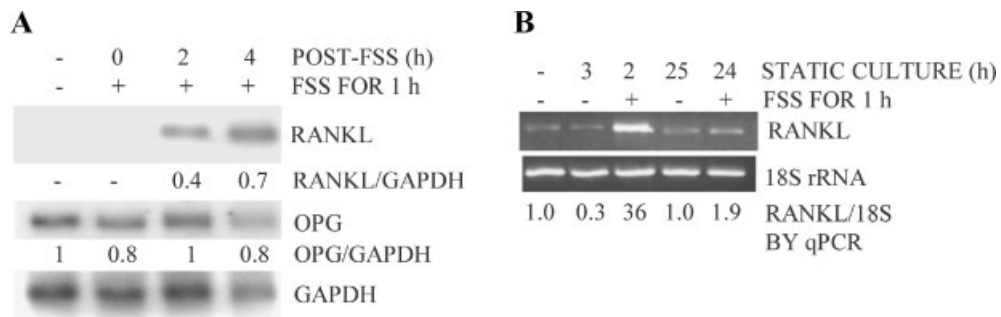 A
- 0 2 4 POST-FSS (h)
- + + + FSS FOR 1 h
RANKL
- - 0.4 0.7 RANKL/GAPDH
OPG
1 0.8 1 0.8 OPG/GAPDH
GAPDH
B
- 3 2 25 24 STATIC CULTURE (h)
- - + - + FSS FOR 1 h
RANKL
18S rRNA
1.0 0.3 36 1.0 1.9 RANKL/18S
BY qPCR